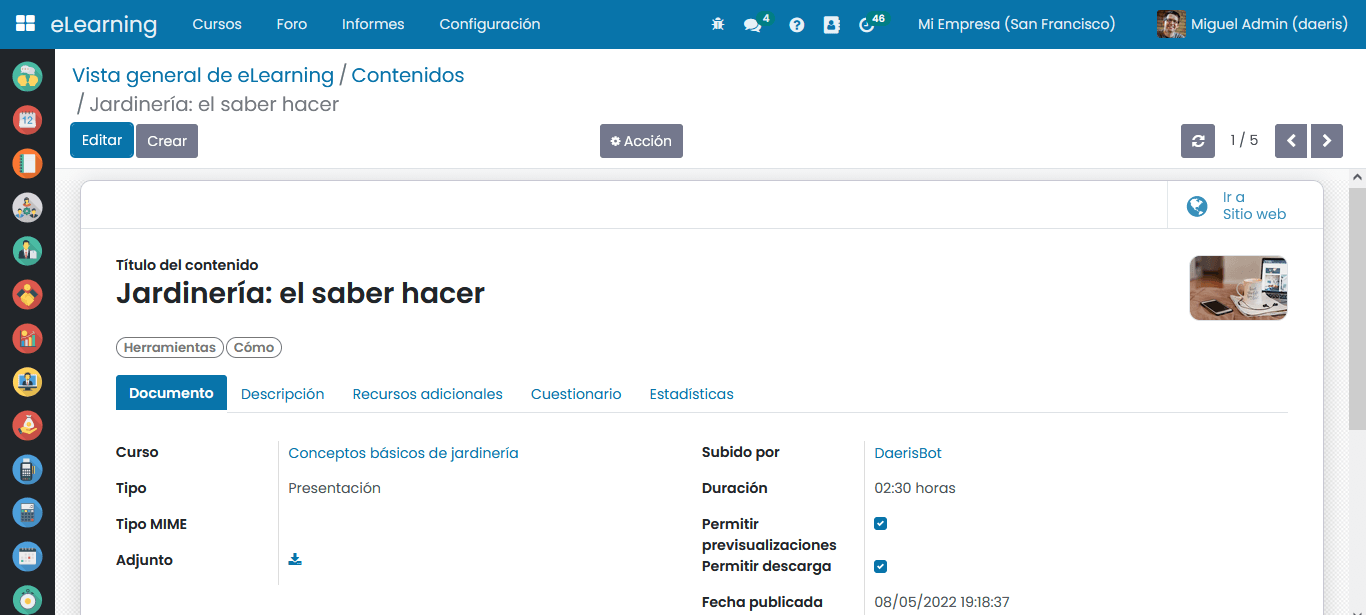 eLearning Cursos Foro Informes Configuración 4 46 Mi Empresa (San Francisco) Miguel Admin (daeris)
Vista general de eLearning / Contenidos
/ Jardinería: el saber hacer
Editar Crear Acción 1 / 5
12
Ir a
Sitio web
Título del contenido
Jardinería: el saber hacer
Herramientas Cómo
Documento Descripción Recursos adicionales Cuestionario Estadísticas
Curso Conceptos básicos de jardinería Subido por DaerisBot
Tipo Presentación Duración 02:30 horas
Tipo MIME Permitir
previsualizaciones
Adjunto Permitir descarga
Fecha publicada 08/05/2022 19:18:37